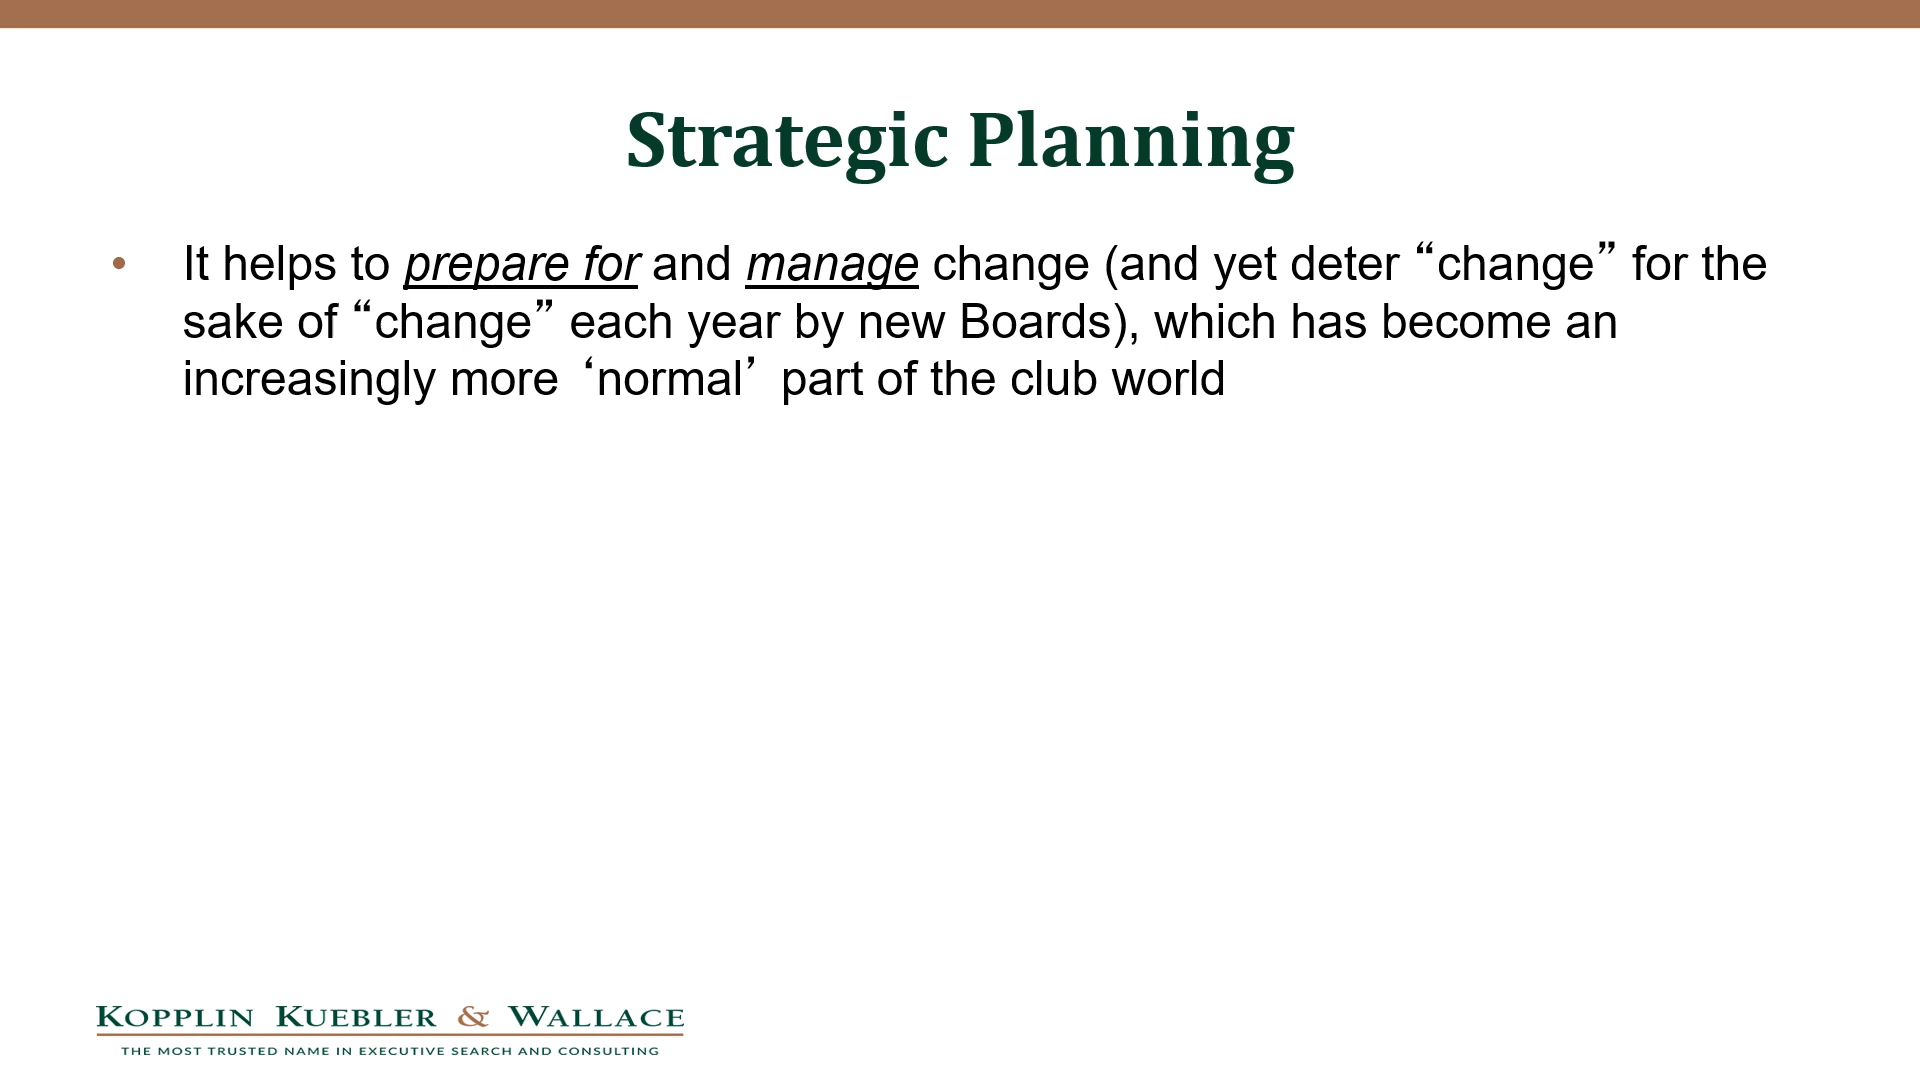 Strategic Planning
• It helps to prepare for and manage change (and yet deter “change” for the
sake of “change” each year by new Boards), which has become an
increasingly more ‘normal’ part of the club world
KOPPLIN KUEBLER & WALLACE
THE MOST TRUSTED NAME IN EXECUTIVE SEARCH AND CONSULTING